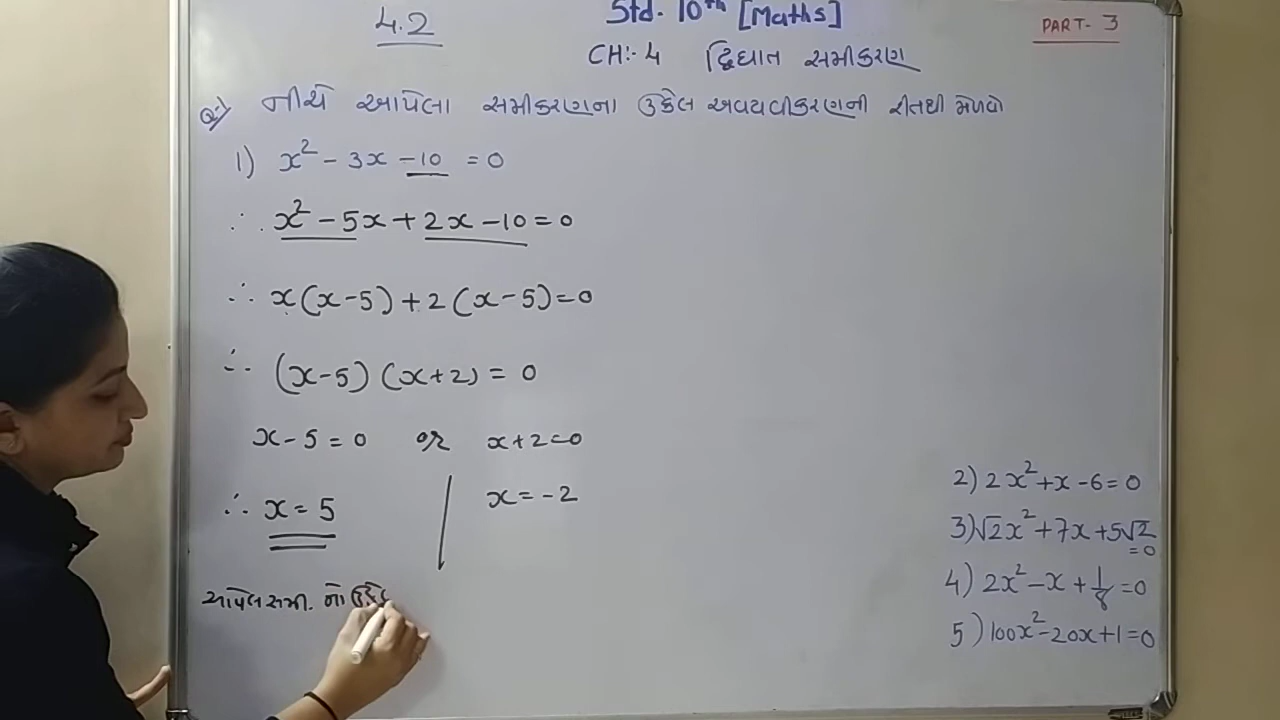 4.2
Std. 10th [Maths]
PART- 3
CH:- 4 દ્વિઘાત સમીકરણ
Q:) નીચે આપેલા સમીકરણના ઉકેલ અવયવીકરણની રીતથી મેળવો
1) x² - 3x - 10 = 0
∴ x² - 5x + 2x - 10 = 0
∴ x(x-5) + 2(x-5) = 0
∴ (x-5) (x+2) = 0
x - 5 = 0 or x + 2 = 0
∴ x = 5 x = -2
આપેલ સમી. નો ઉકેલ
2) 2x² + x - 6 = 0
3) √2x² + 7x + 5√2
= 0
4) 2x² - x + 1/8 = 0
5) 100x² - 20x + 1 = 0